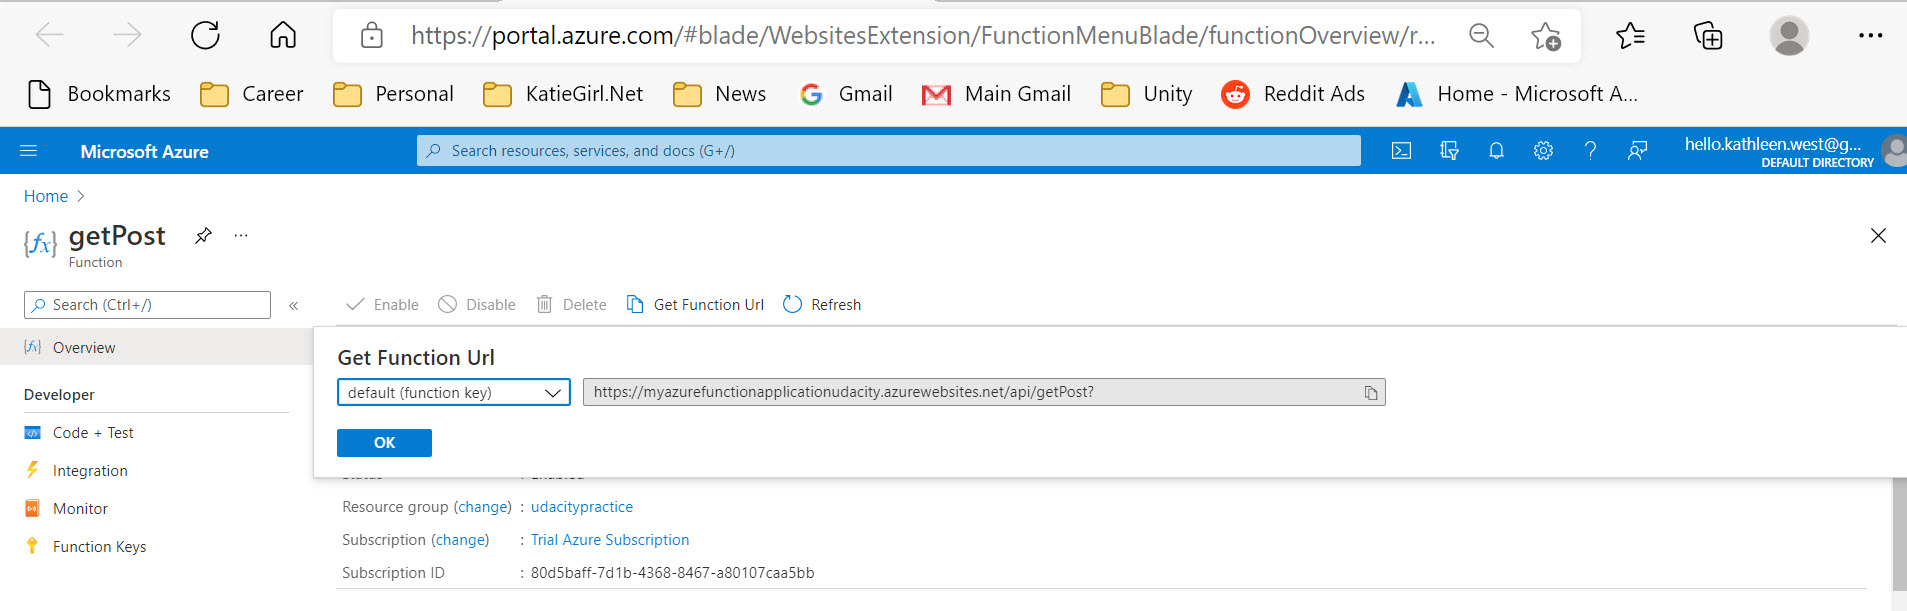 https://portal.azure.com/#blade/WebsitesExtension/FunctionMenuBlade/functionOverview/r...
Bookmarks Career Personal KatieGirl.Net News Gmail Main Gmail Unity Reddit Ads Home - Microsoft A...
Microsoft Azure Search resources, services, and docs (G+/) hello.kathleen.west@g...
DEFAULT DIRECTORY
Home >
getPost ...
Function
Search (Ctrl+/) « Enable Disable Delete Get Function Url Refresh
Overview
Get Function Url
default (function key) https://myazurefunctionapplicationudacity.azurewebsites.net/api/getPost?
OK
Developer
Code + Test
Integration
Monitor
Function Keys
Resource group (change) : udacitypractice
Subscription (change) : Trial Azure Subscription
Subscription ID : 80d5baff-7d1b-4368-8467-a80107caa5bb